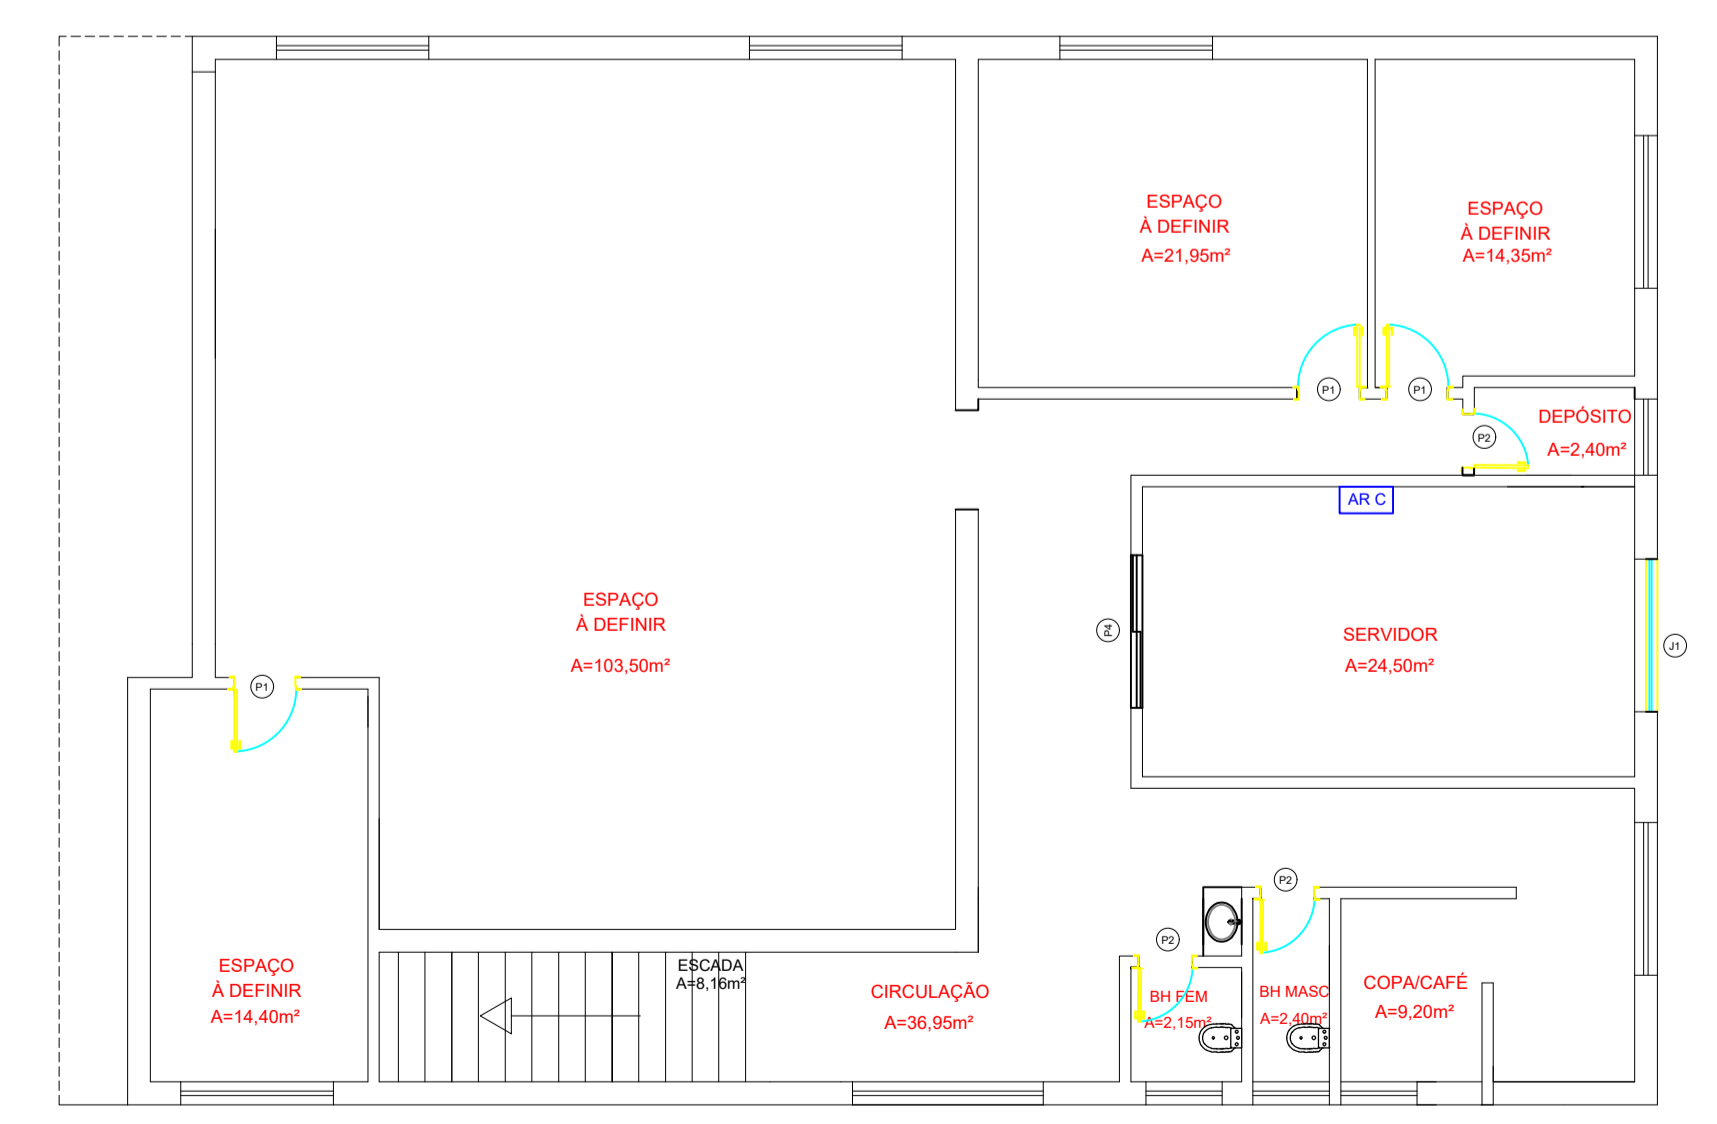 ESPAÇO
À DEFINIR
A=21,95m²
ESPAÇO
À DEFINIR
A=14,35m²
P1
P1
DEPÓSITO
A=2,40m²
P2
AR C
ESPAÇO
À DEFINIR
A=103,50m²
P4
SERVIDOR
A=24,50m²
J1
P1
P2
P2
ESPAÇO
À DEFINIR
A=14,40m²
ESCADA
A=8,16m²
CIRCULAÇÃO
A=36,95m²
BH FEM
A=2,15m²
BH MASC
A=2,40m²
COPA/CAFÉ
A=9,20m²